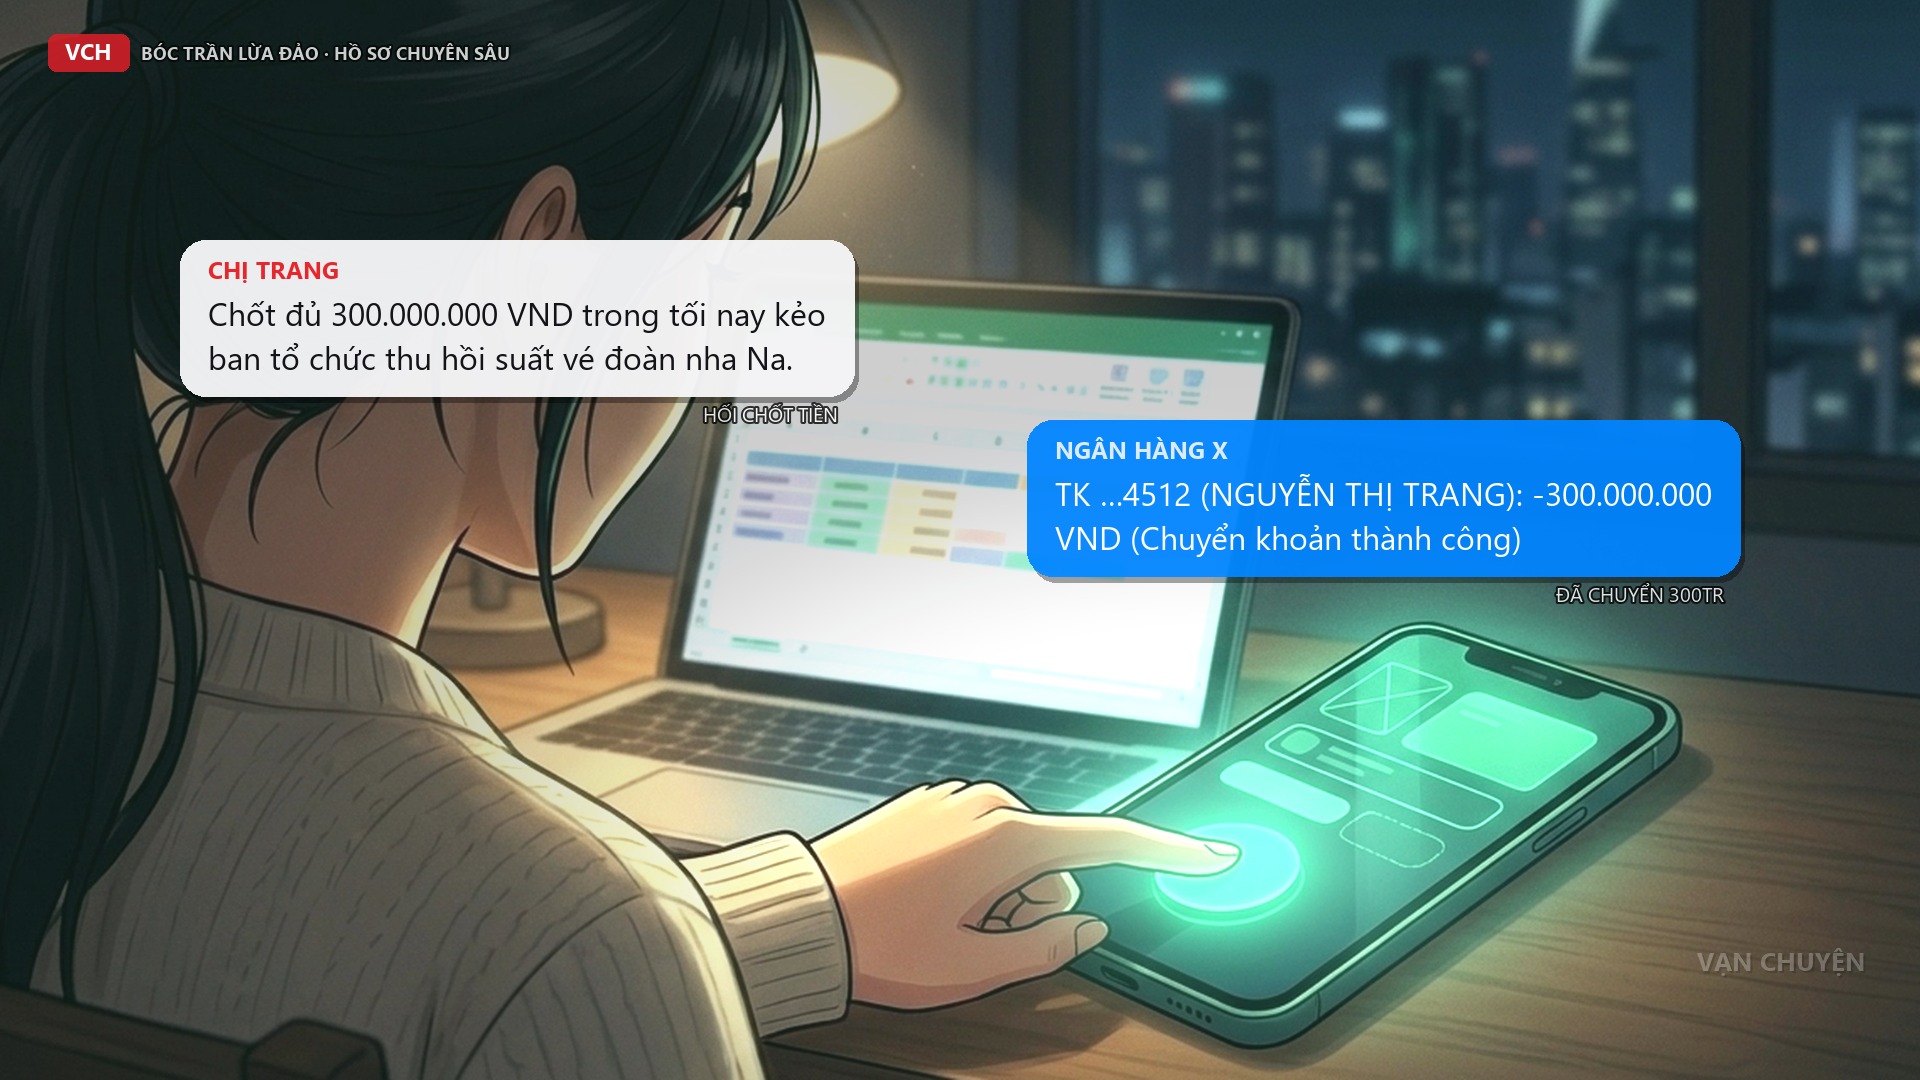 VCH BÓC TRẦN LỪA ĐẢO · HỒ SƠ CHUYÊN SÂU
CHỊ TRANG
Chốt đủ 300.000.000 VND trong tối nay kẻo
ban tổ chức thu hồi suất vé đoàn nha Na.
HỐI CHỐT TIỀN
NGÂN HÀNG X
TK ...4512 (NGUYỄN THỊ TRANG): -300.000.000
VND (Chuyển khoản thành công)
ĐÃ CHUYỂN 300TR
VẠN CHUYỆN